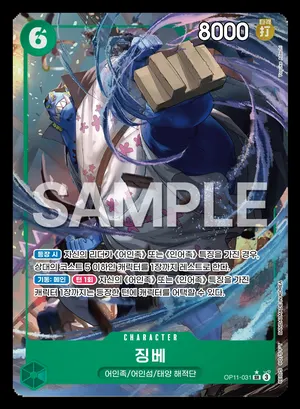 6
8000
打
SAMPLE
등장 시 자신의 리더가 《어인족》 또는 《인어족》 특징을 가진 경우,
상대의 코스트 5 이하인 캐릭터를 1장까지 레스트로 한다.
기동:메인 턴 1회 자신의 《어인족》 또는 《인어족》 특징을 가진
캐릭터 1장까지는 등장한 턴에 캐릭터를 어택할 수 있다.
CHARACTER
징베
어인족/어인섬/태양 해적단
OP11-031 SR
3